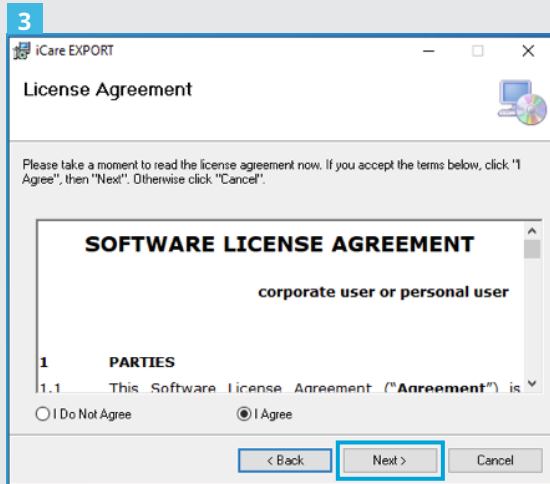 3
iCare EXPORT
License Agreement
Please take a moment to read the license agreement now. If you accept the terms below, click "I
Agree", then "Next". Otherwise click "Cancel".
SOFTWARE LICENSE AGREEMENT
corporate user or personal user
1 PARTIES
1.1 This Software License Agreement ("Agreement") is
I Do Not Agree I Agree
< Back Next > Cancel